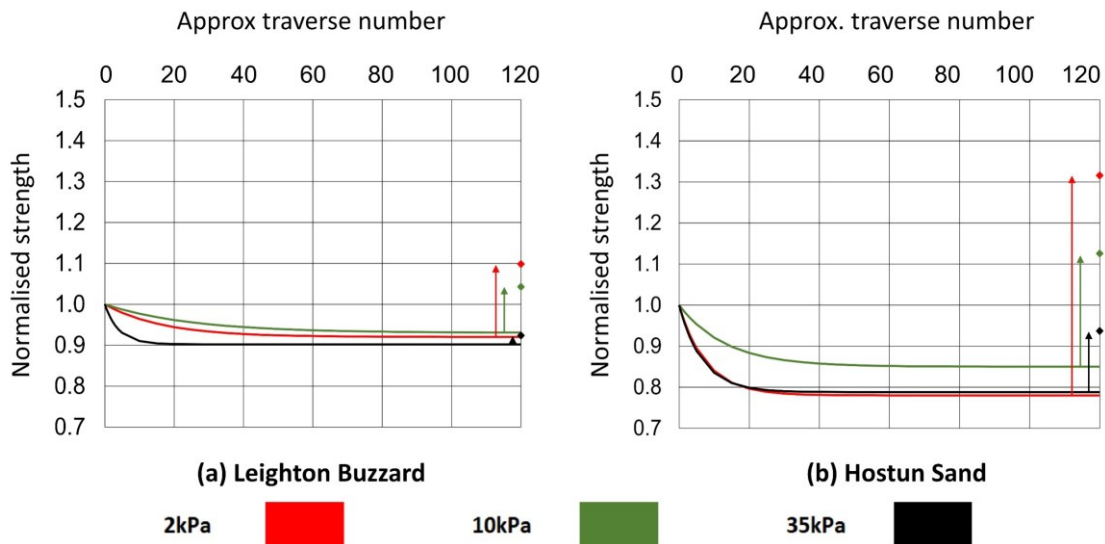 Approx traverse number
0 20 40 60 80 100 120
1.5
1.4
1.3
1.2
1.1
1.0
0.9
0.8
0.7
Normalised strength
(a) Leighton Buzzard
Approx. traverse number
0 20 40 60 80 100 120
1.5
1.4
1.3
1.2
1.1
1.0
0.9
0.8
0.7
Normalised strength
(b) Hostun Sand
2kPa 10kPa 35kPa